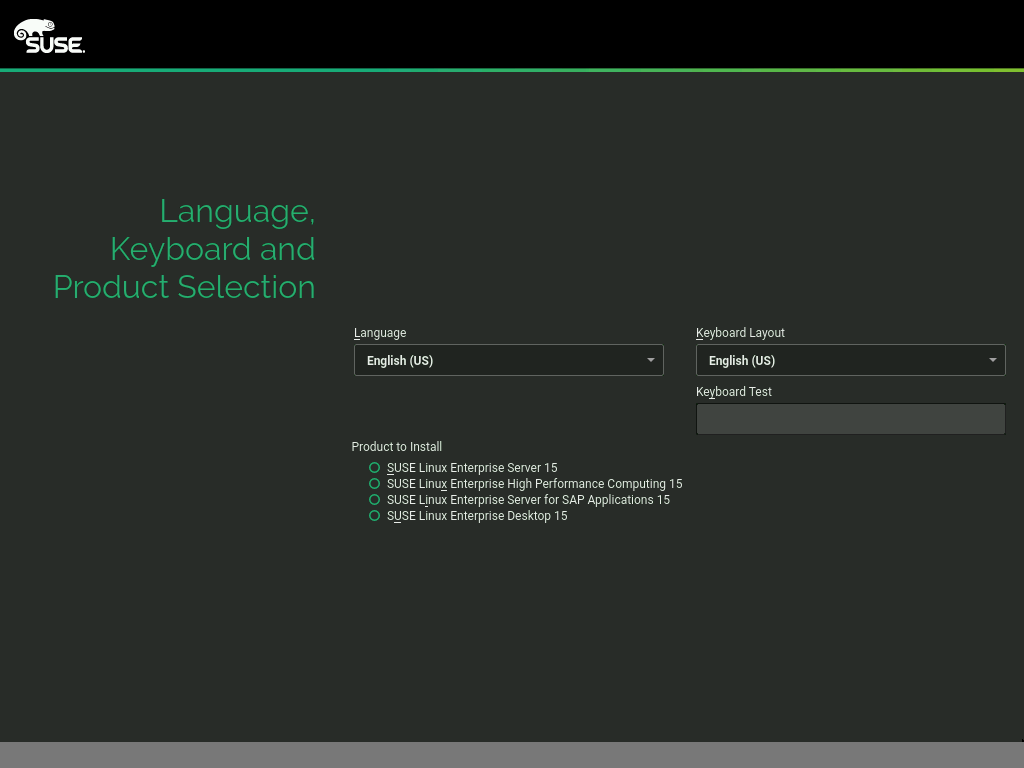 SUSE.
Language,
Keyboard and
Product Selection
Language
Keyboard Layout
English (US)
English (US)
Keyboard Test
Product to Install
SUSE Linux Enterprise Server 15
SUSE Linux Enterprise High Performance Computing 15
SUSE Linux Enterprise Server for SAP Applications 15
SUSE Linux Enterprise Desktop 15